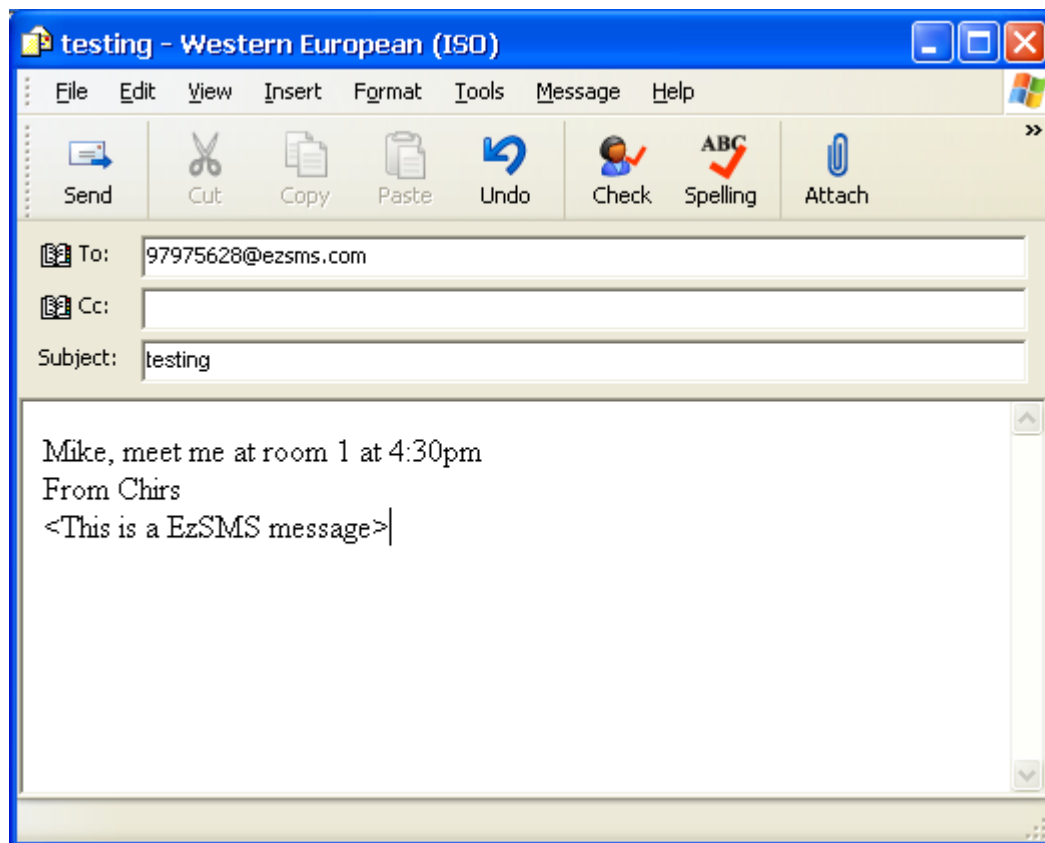 testing - Western European (ISO)
File Edit View Insert Format Tools Message Help
ABC
»
Send Cut Copy Paste Undo Check Spelling Attach
To: 97975628@ezsms.com
Cc:
Subject: testing
Mike, meet me at room 1 at 4:30pm
From Chirs
<This is a EzSMS message>